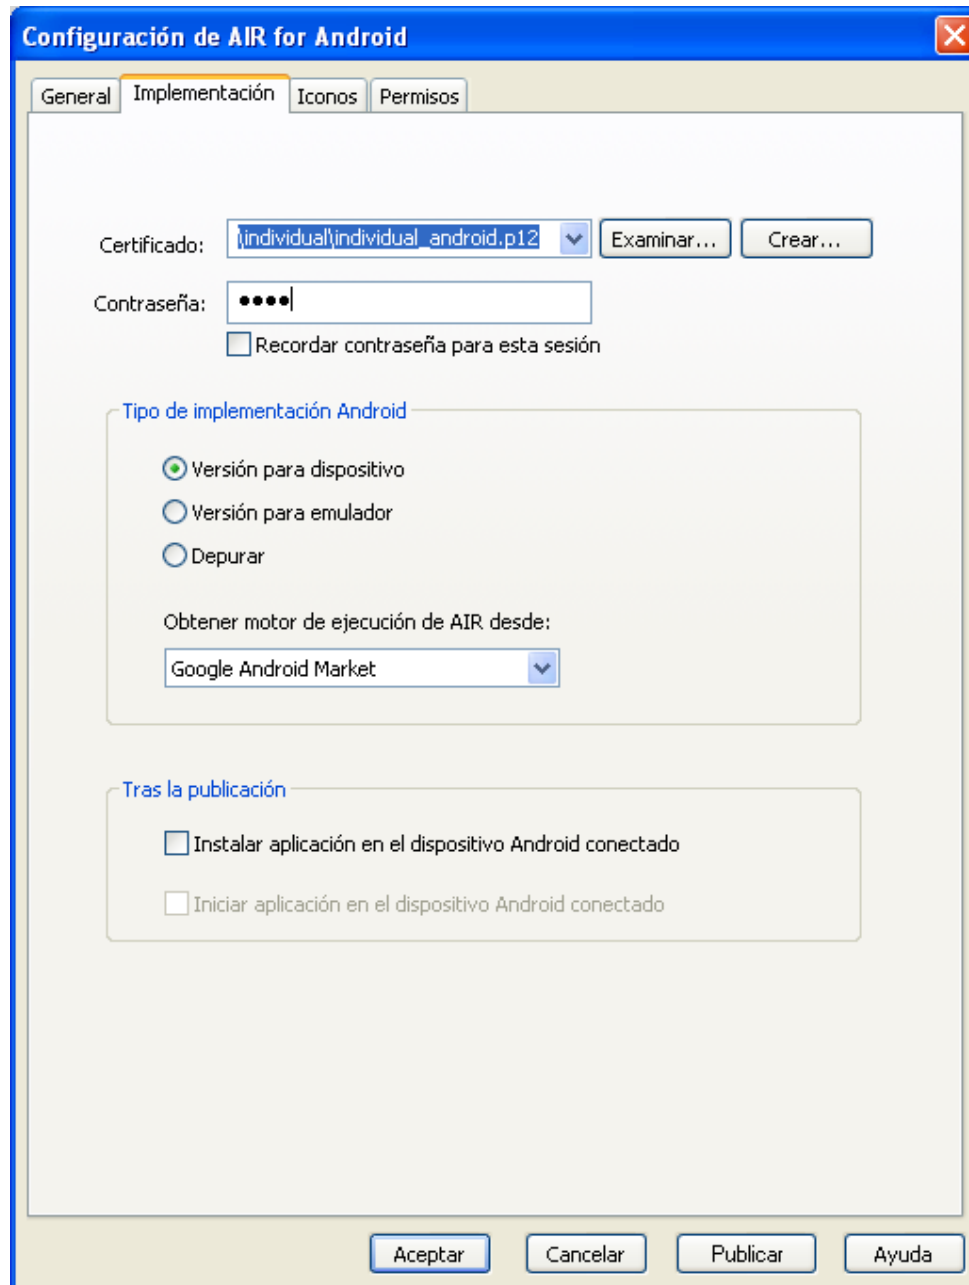 Configuración de AIR for Android
General Implementación Iconos Permisos
Certificado: \individual\individual_android.p12 Examinar... Crear...
Contraseña: ●●●●
Recordar contraseña para esta sesión
Tipo de implementación Android
Versión para dispositivo
Versión para emulador
Depurar
Obtener motor de ejecución de AIR desde:
Google Android Market
Tras la publicación
Instalar aplicación en el dispositivo Android conectado
Iniciar aplicación en el dispositivo Android conectado
Aceptar Cancelar Publicar Ayuda